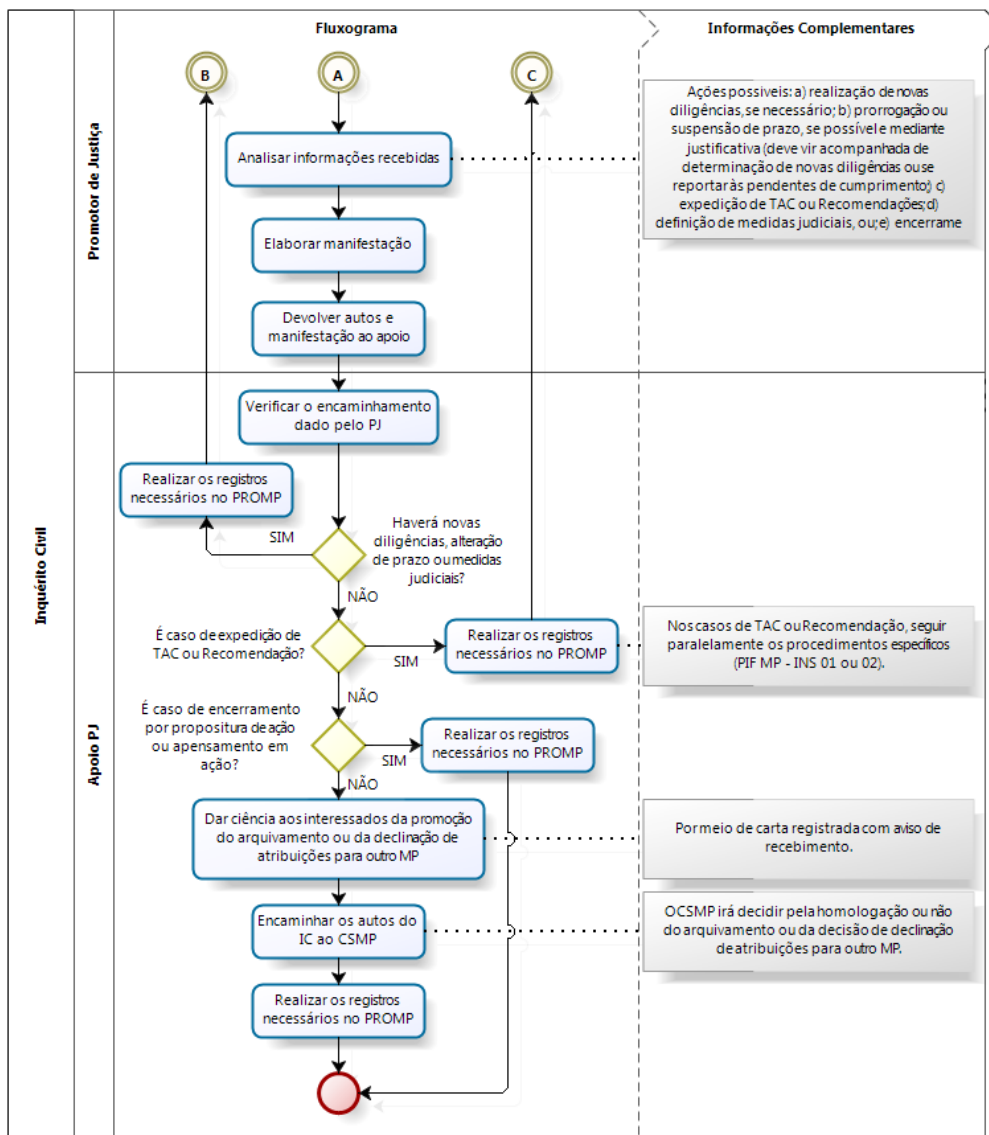 Fluxograma
Informações Complementares
Inquérito Civil
Promotor de Justiça
B
A
C
Analisar informações recebidas
Ações possiveis: a) realização de novas
diligências, se necessário; b) prorrogação ou
suspensão de prazo, se possível e mediante
justificativa (deve vir acompanhada de
determinação de novas diligências ou se
reportar às pendentes de cumprimento; c)
expedição de TAC ou Recomendações; d)
definição de medidas judiciais, ou; e) encerrame
Elaborar manifestação
Devolver autos e
manifestação ao apoio
Apoio PJ
Verificar o encaminhamento
dado pelo PJ
Realizar os registros
necessários no PROMP
SIM
Haverá novas
diligências, alteração
de prazo ou medidas
judiciais?
NÃO
É caso de expedição de
TAC ou Recomendação?
SIM
Realizar os registros
necessários no PROMP
Nos casos de TAC ou Recomendação, seguir
paralelamente os procedimentos específicos
(PIF MP - INS 01 ou 02).
NÃO
É caso de encerramento
por propositura de ação
ou apensamento em
ação?
SIM
Realizar os registros
necessários no PROMP
NÃO
Dar ciência aos interessados da promoção
do arquivamento ou da declinação de
atribuições para outro MP
Por meio de carta registrada com aviso de
recebimento.
Encaminhar os autos do
IC ao CSMP
O CSMP irá decidir pela homologação ou não
do arquivamento ou da decisão de declinação
de atribuições para outro MP.
Realizar os registros
necessários no PROMP